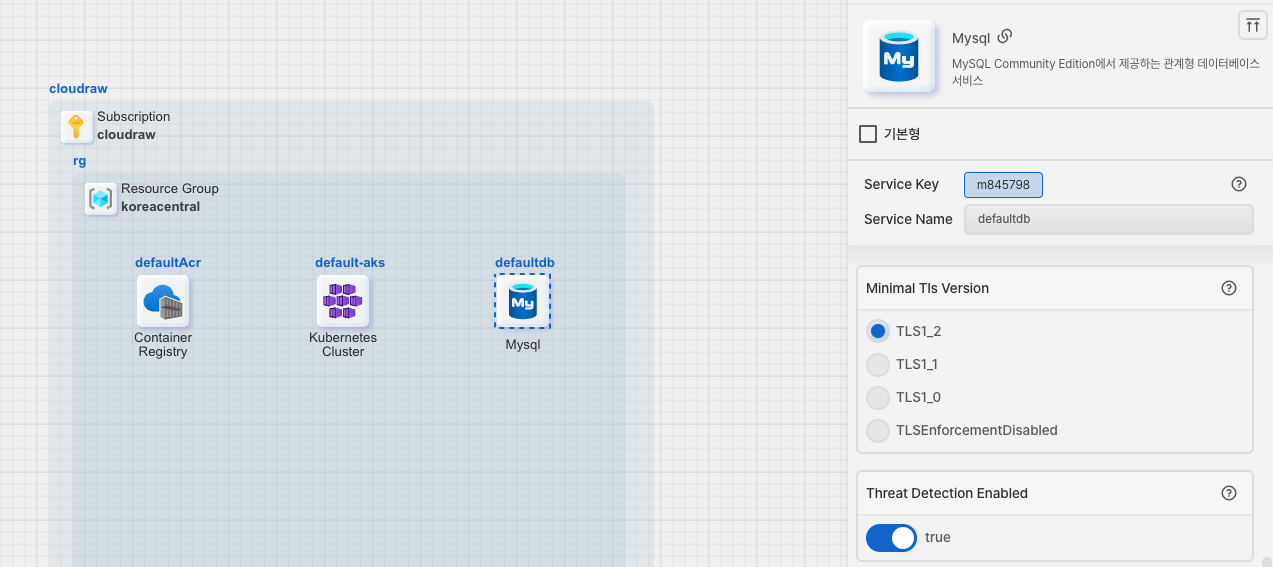 cloudraw
Subscription
cloudraw
rg
Resource Group
koreacentral
defaultAcr
Container
Registry
default-aks
Kubernetes
Cluster
defaultdb
My
Mysql
My
Mysql
MySQL Community Edition에서 제공하는 관계형 데이터베이스
서비스
기본형
Service Key
m845798
Service Name
defaultdb
Minimal Tls Version
TLS1_2
TLS1_1
TLS1_0
TLSEnforcementDisabled
Threat Detection Enabled
true